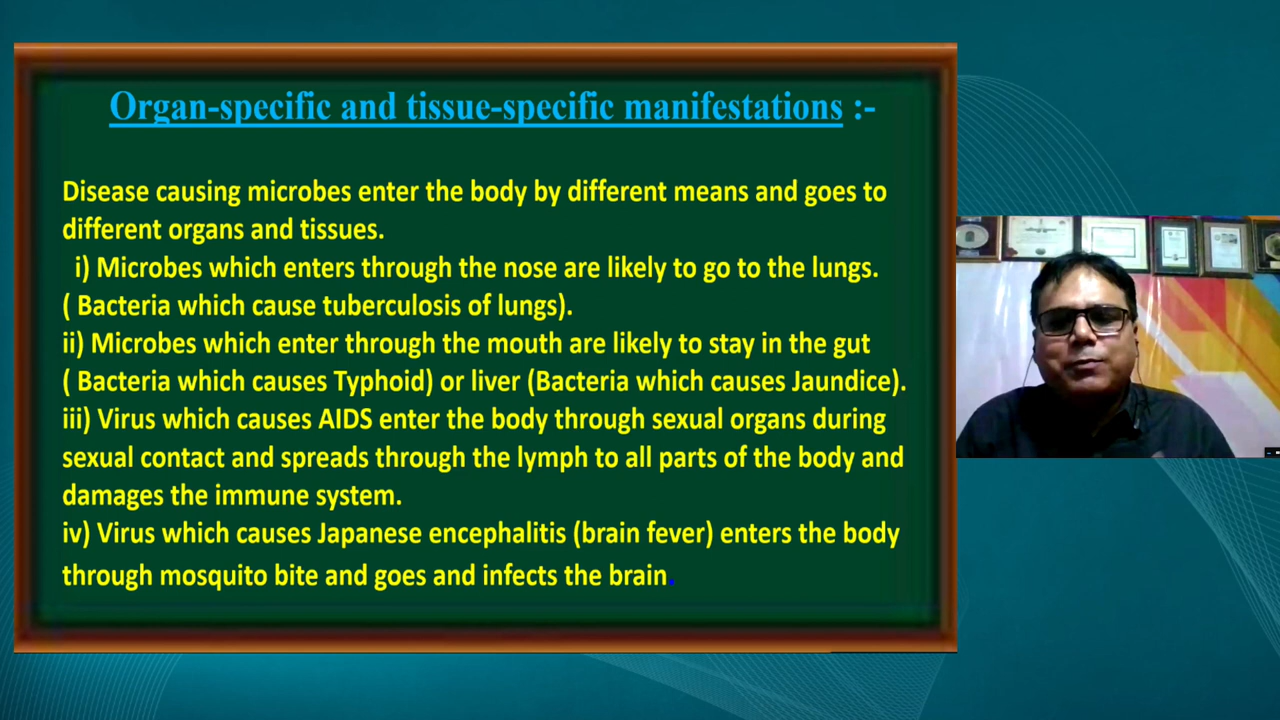 Organ-specific and tissue-specific manifestations :-
Disease causing microbes enter the body by different means and goes to
different organs and tissues.
i) Microbes which enters through the nose are likely to go to the lungs.
( Bacteria which cause tuberculosis of lungs).
ii) Microbes which enter through the mouth are likely to stay in the gut
( Bacteria which causes Typhoid) or liver (Bacteria which causes Jaundice).
iii) Virus which causes AIDS enter the body through sexual organs during
sexual contact and spreads through the lymph to all parts of the body and
damages the immune system.
iv) Virus which causes Japanese encephalitis (brain fever) enters the body
through mosquito bite and goes and infects the brain.